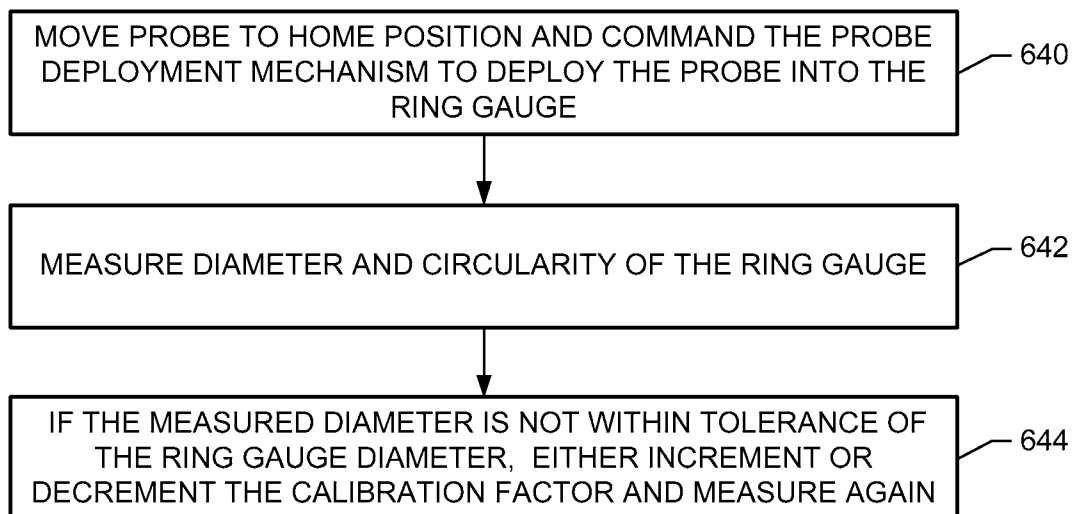 MOVE PROBE TO HOME POSITION AND COMMAND THE PROBE
DEPLOYMENT MECHANISM TO DEPLOY THE PROBE INTO THE
RING GAUGE
640
MEASURE DIAMETER AND CIRCULARITY OF THE RING GAUGE
642
IF THE MEASURED DIAMETER IS NOT WITHIN TOLERANCE OF
THE RING GAUGE DIAMETER, EITHER INCREMENT OR
DECREMENT THE CALIBRATION FACTOR AND MEASURE AGAIN
644